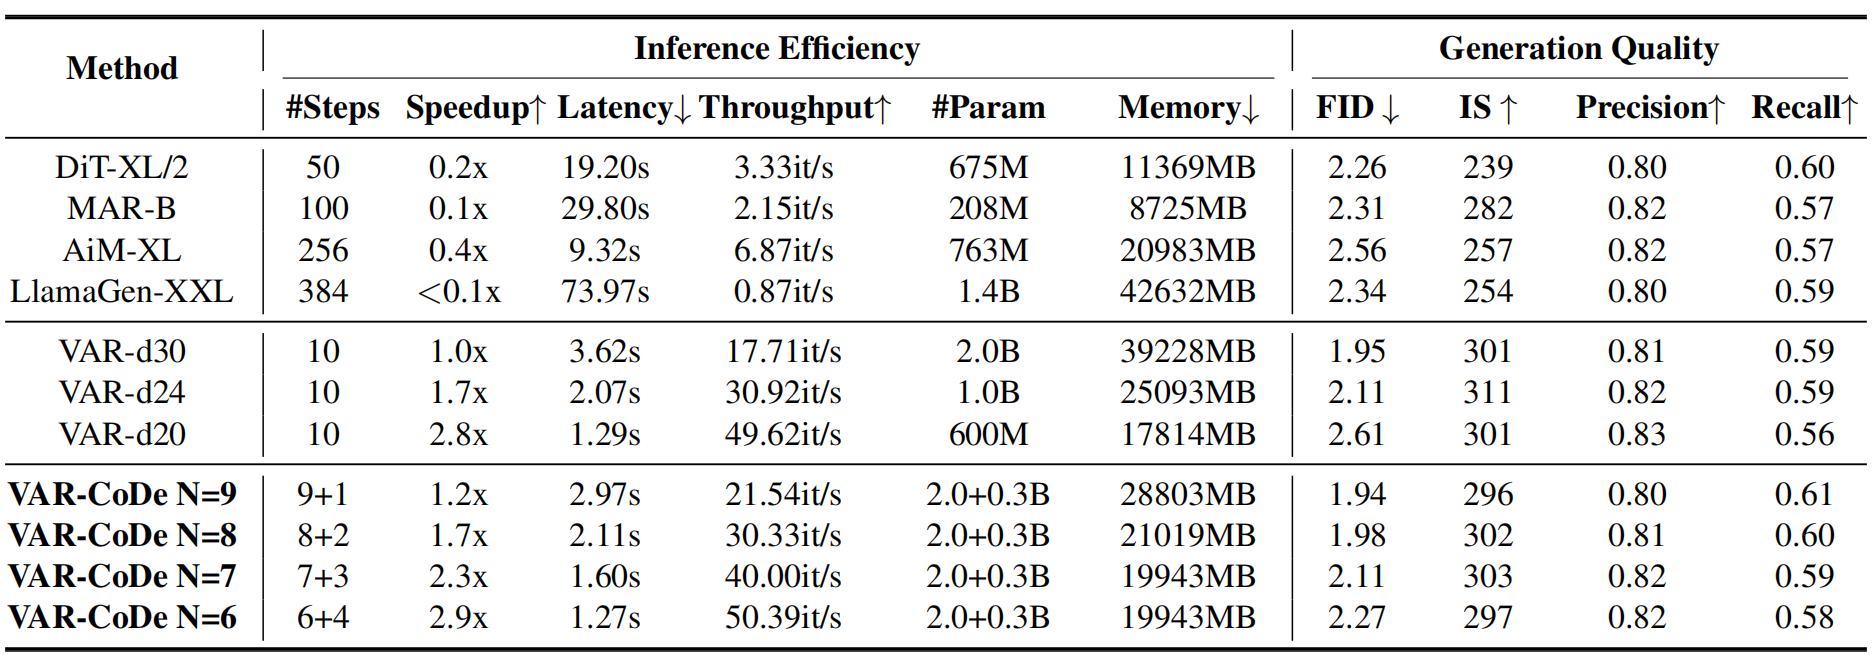 Method Inference Efficiency Generation Quality
#Steps Speedup↑ Latency↓ Throughput↑ #Param Memory↓ FID ↓ IS ↑ Precision↑ Recall↑
DiT-XL/2 50 0.2x 19.20s 3.33it/s 675M 11369MB 2.26 239 0.80 0.60
MAR-B 100 0.1x 29.80s 2.15it/s 208M 8725MB 2.31 282 0.82 0.57
AiM-XL 256 0.4x 9.32s 6.87it/s 763M 20983MB 2.56 257 0.82 0.57
LlamaGen-XXL 384 <0.1x 73.97s 0.87it/s 1.4B 42632MB 2.34 254 0.80 0.59
VAR-d30 10 1.0x 3.62s 17.71it/s 2.0B 39228MB 1.95 301 0.81 0.59
VAR-d24 10 1.7x 2.07s 30.92it/s 1.0B 25093MB 2.11 311 0.82 0.59
VAR-d20 10 2.8x 1.29s 49.62it/s 600M 17814MB 2.61 301 0.83 0.56
VAR-CoDe N=9 9+1 1.2x 2.97s 21.54it/s 2.0+0.3B 28803MB 1.94 296 0.80 0.61
VAR-CoDe N=8 8+2 1.7x 2.11s 30.33it/s 2.0+0.3B 21019MB 1.98 302 0.81 0.60
VAR-CoDe N=7 7+3 2.3x 1.60s 40.00it/s 2.0+0.3B 19943MB 2.11 303 0.82 0.59
VAR-CoDe N=6 6+4 2.9x 1.27s 50.39it/s 2.0+0.3B 19943MB 2.27 297 0.82 0.58